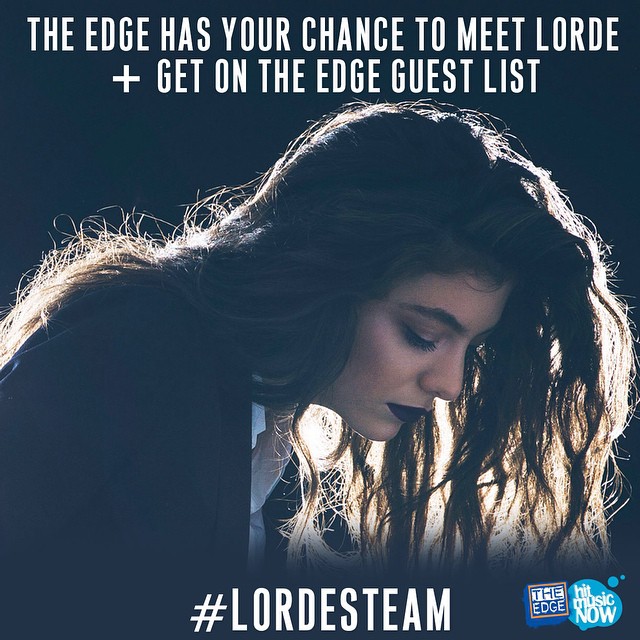 THE EDGE HAS YOUR CHANCE TO MEET LORDE
+ GET ON THE EDGE GUEST LIST
#LORDESTEAM
THE
EDGE
hit
music
NOW